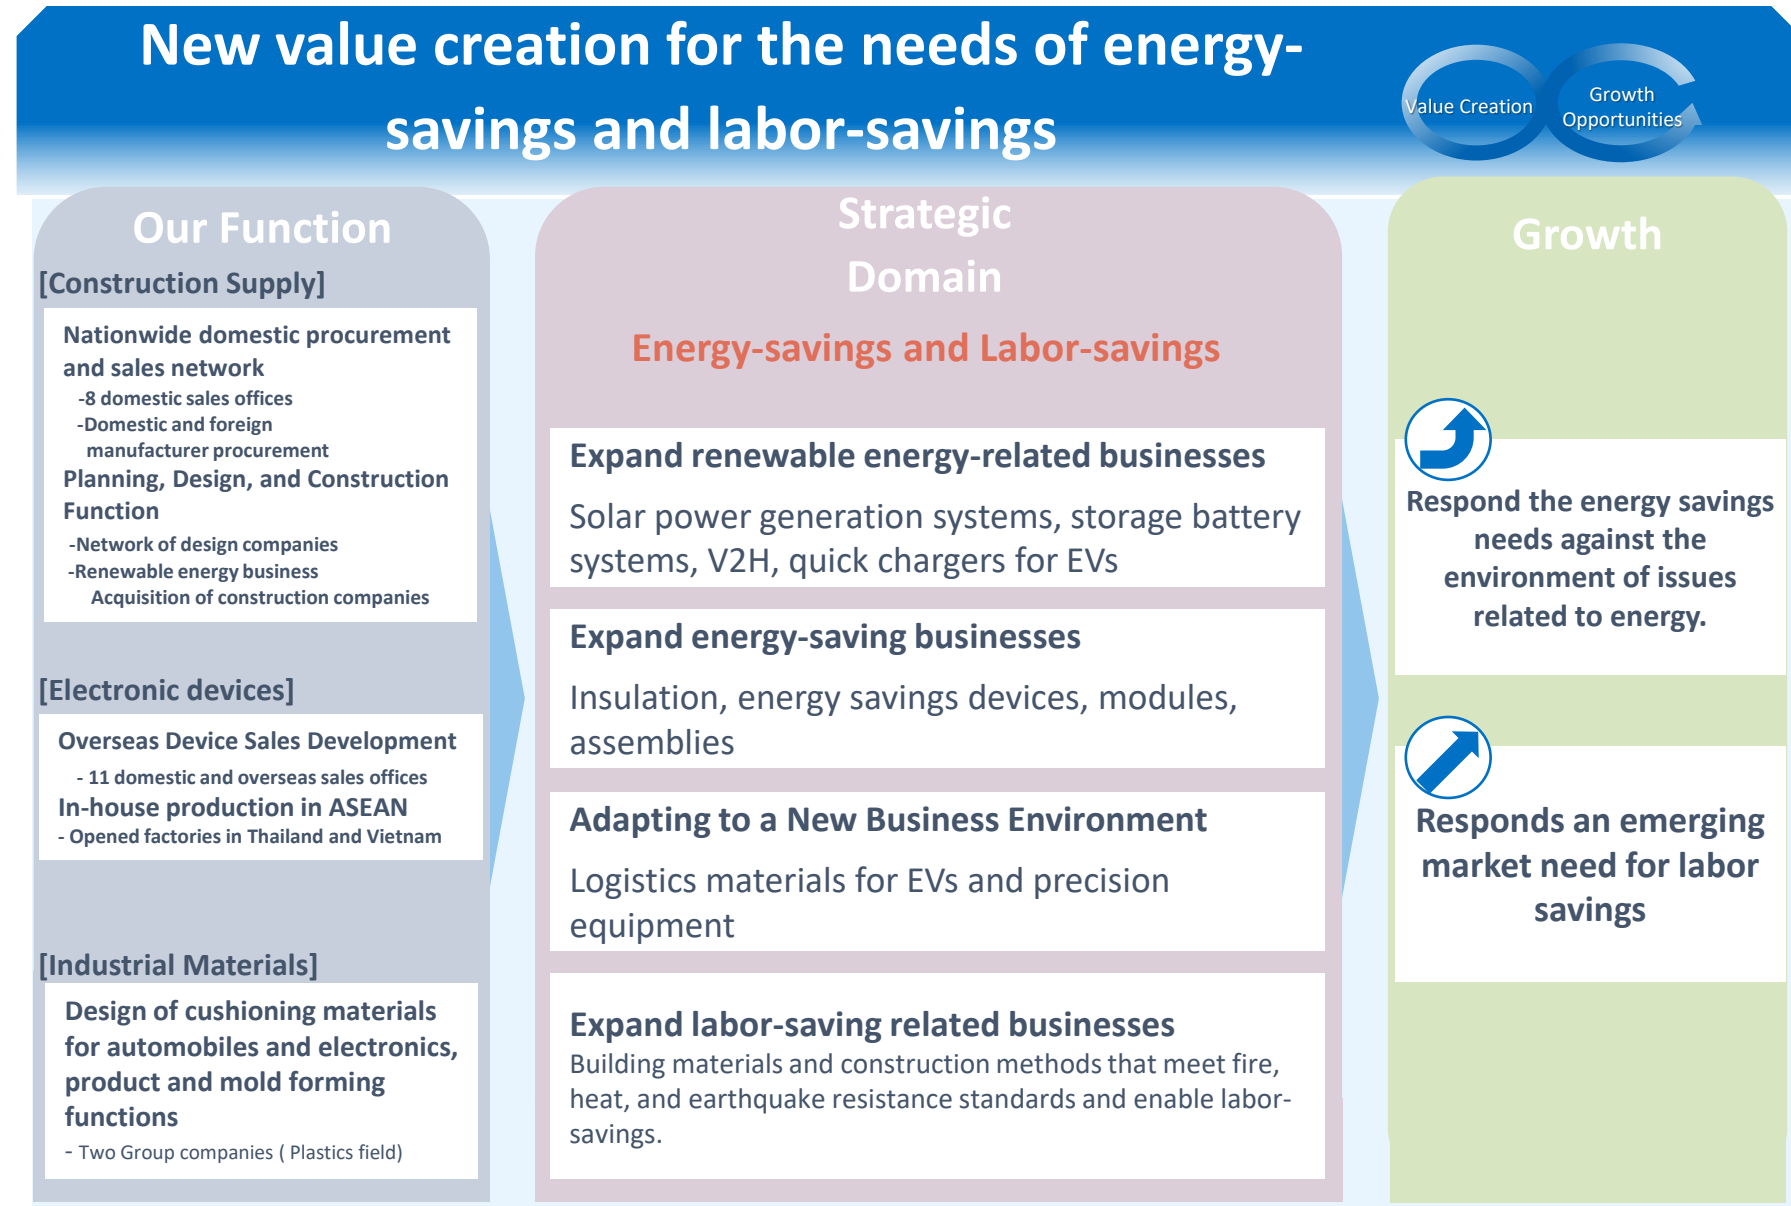 New value creation for the needs of energy-
savings and labor-savings
Value Creation
Growth
Opportunities
Our Function
[Construction Supply]
Nationwide domestic procurement
and sales network
-8 domestic sales offices
-Domestic and foreign
manufacturer procurement
Planning, Design, and Construction
Function
-Network of design companies
-Renewable energy business
Acquisition of construction companies
[Electronic devices]
Overseas Device Sales Development
- 11 domestic and overseas sales offices
In-house production in ASEAN
- Opened factories in Thailand and Vietnam
[Industrial Materials]
Design of cushioning materials
for automobiles and electronics,
product and mold forming
functions
- Two Group companies ( Plastics field)
Strategic
Domain
Energy-savings and Labor-savings
Expand renewable energy-related businesses
Solar power generation systems, storage battery
systems, V2H, quick chargers for EVs
Expand energy-saving businesses
Insulation, energy savings devices, modules,
assemblies
Adapting to a New Business Environment
Logistics materials for EVs and precision
equipment
Expand labor-saving related businesses
Building materials and construction methods that meet fire,
heat, and earthquake resistance standards and enable labor-
savings.
Growth
Respond the energy savings
needs against the
environment of issues
related to energy.
Responds an emerging
market need for labor
savings